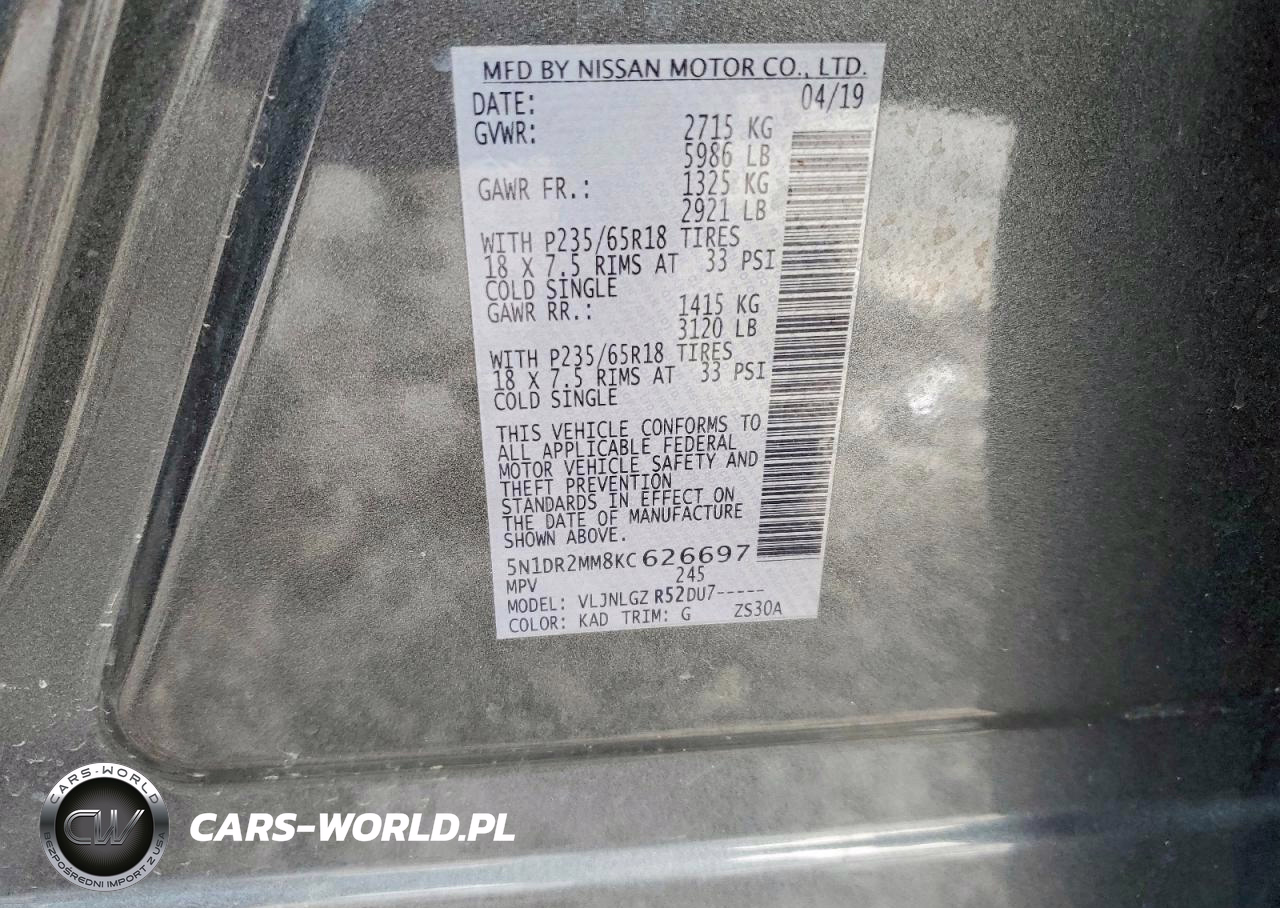 MFD BY NISSAN MOTOR CO., LTD.
DATE: 04/19
GVWR: 2715 KG
5986 LB
GAWR FR.: 1325 KG
2921 LB
WITH P235/65R18 TIRES
18 X 7.5 RIMS AT 33 PSI
COLD SINGLE
GAWR RR.: 1415 KG
3120 LB
WITH P235/65R18 TIRES
18 X 7.5 RIMS AT 33 PSI
COLD SINGLE
THIS VEHICLE CONFORMS TO
ALL APPLICABLE FEDERAL
MOTOR VEHICLE SAFETY AND
THEFT PREVENTION
STANDARDS IN EFFECT ON
THE DATE OF MANUFACTURE
SHOWN ABOVE.
5N1DR2MM8KC626697
MPV 245
MODEL: VLJNLGZ R52DU7-----
COLOR: KAD TRIM: G ZS30A
CARS-WORLD
CW
BEZPOŚREDNI IMPORT Z USA
CARS-WORLD.PL